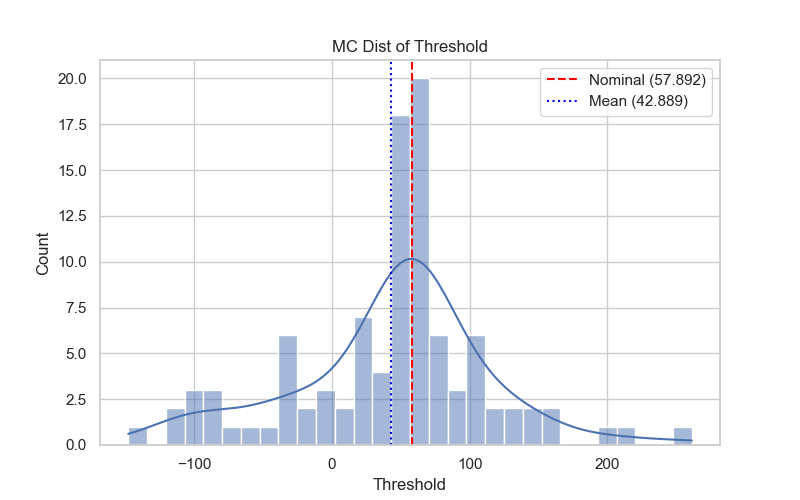 MC Dist of Threshold
Nominal (57.892)
Mean (42.889)
20.0
17.5
15.0
12.5
10.0
7.5
5.0
2.5
0.0
Count
−100
0
100
200
Threshold